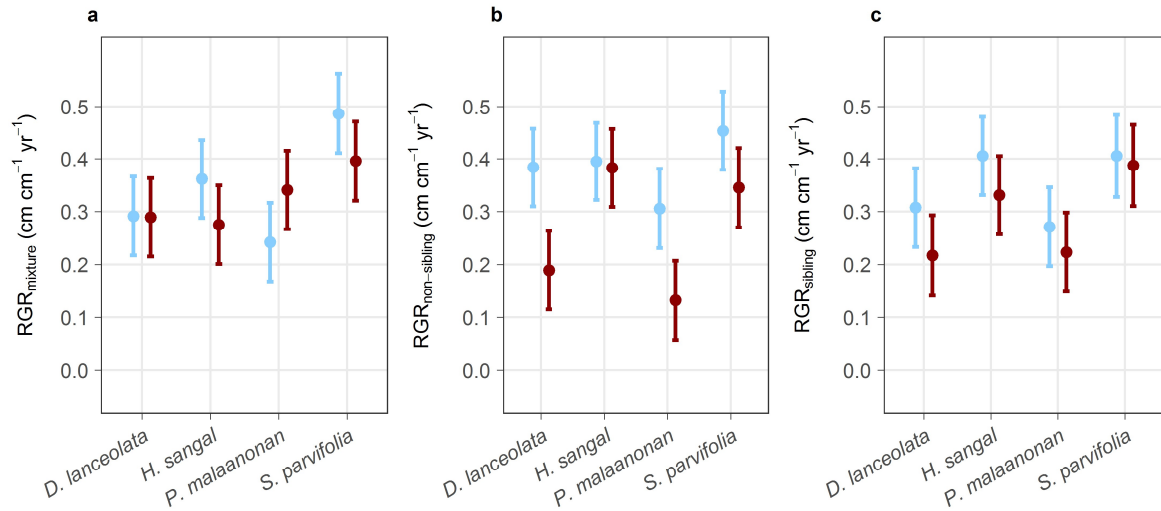 a
RGRmixture (cm cm−1 yr−1)
0.5
0.4
0.3
0.2
0.1
0.0
D. lanceolata
H. sangal
P. malaanonan
S. parvifolia
b
RGRnon−sibling (cm cm−1 yr−1)
0.5
0.4
0.3
0.2
0.1
0.0
D. lanceolata
H. sangal
P. malaanonan
S. parvifolia
c
RGRsibling (cm cm−1 yr−1)
0.5
0.4
0.3
0.2
0.1
0.0
D. lanceolata
H. sangal
P. malaanonan
S. parvifolia